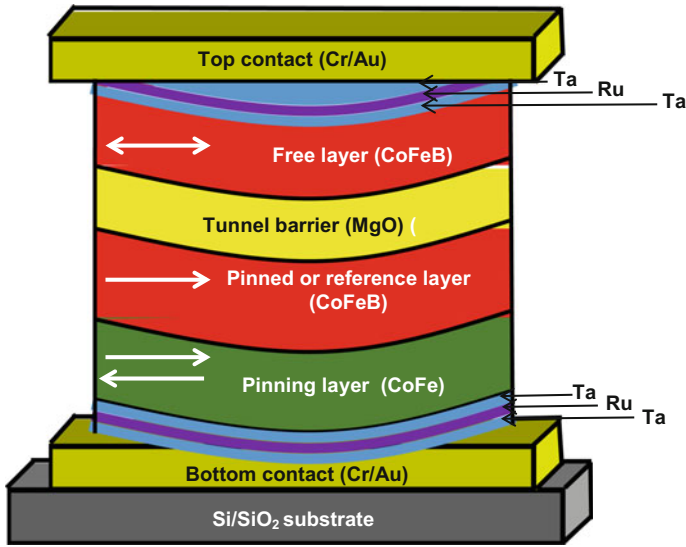 Top contact (Cr/Au)
Ta
Ru
Ta
Free layer (CoFeB)
Tunnel barrier (MgO) (
Pinned or reference layer
(CoFeB)
Pinning layer (CoFe)
Ta
Ru
Ta
Bottom contact (Cr/Au)
Si/SiO₂ substrate